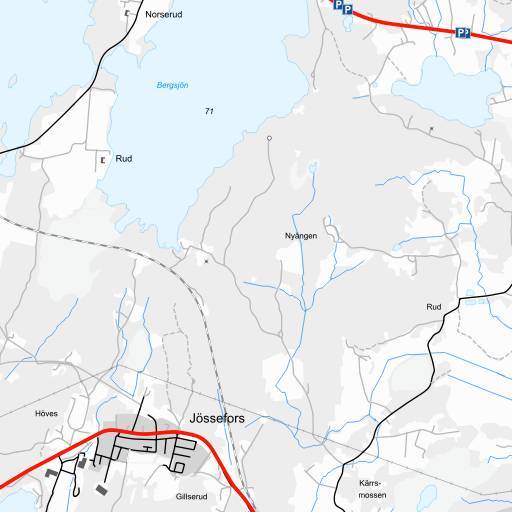 Norserud
P
P
P
Bergsjön
71
Rud
Nyängen
Rud
Höves
Jössefors
Gillserud
Kärrs-
mossen